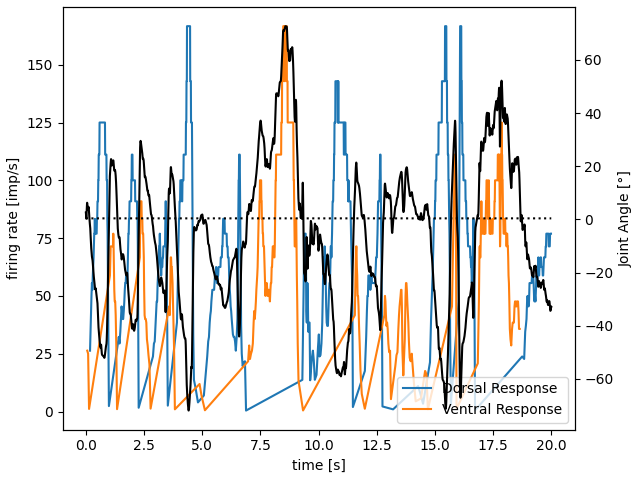 firing rate [imp/s]
150
125
100
75
50
25
0
60
40
20
0
−20
−40
−60
Joint Angle [°]
Dorsal Response
Ventral Response
0.0 2.5 5.0 7.5 10.0 12.5 15.0 17.5 20.0
time [s]